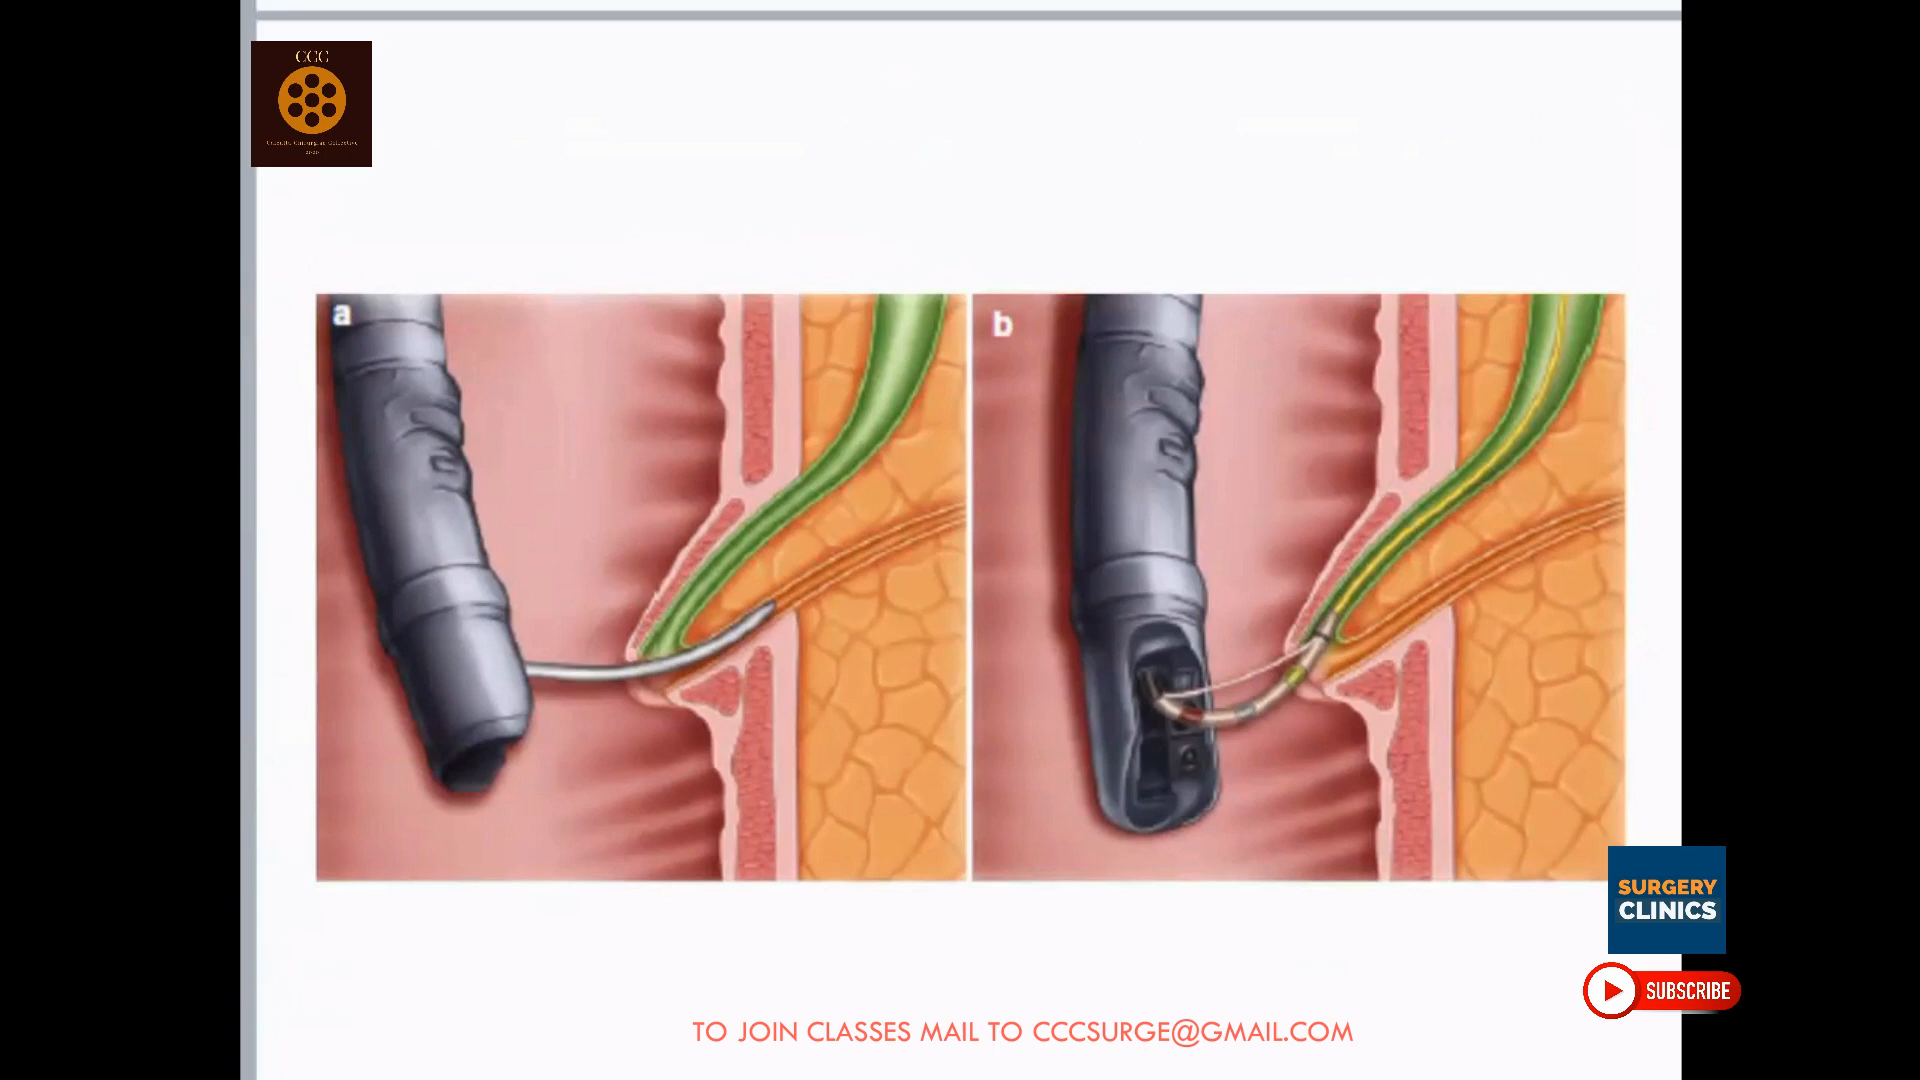 CCC
a
b
SURGERY
CLINICS
SUBSCRIBE
TO JOIN CLASSES MAIL TO CCCSURGE@GMAIL.COM